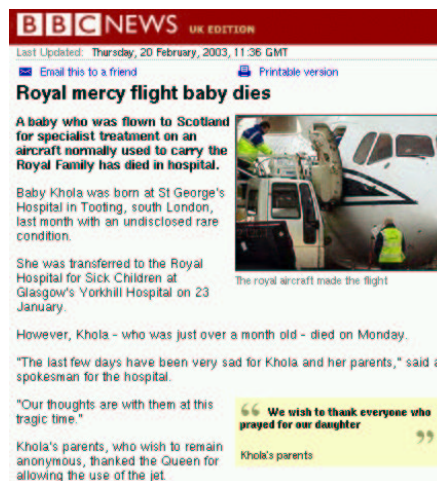 BBC NEWS UK EDITION
Last Updated: Thursday, 20 February, 2003, 11:36 GMT
Email this to a friend Printable version
Royal mercy flight baby dies
A baby who was flown to Scotland
for specialist treatment on an
aircraft normally used to carry the
Royal Family has died in hospital.
Baby Khola was born at St George's
Hospital in Tooting, south London,
last month with an undisclosed rare
condition.
She was transferred to the Royal
Hospital for Sick Children at
Glasgow's Yorkhill Hospital on 23
January.
The royal aircraft made the flight
However, Khola - who was just over a month old - died on Monday.
"The last few days have been very sad for Khola and her parents," said a
spokesman for the hospital.
"Our thoughts are with them at this
tragic time."
Khola's parents, who wish to remain
anonymous, thanked the Queen for
allowing the use of the jet.
“ We wish to thank everyone who
prayed for our daughter ”
Khola's parents